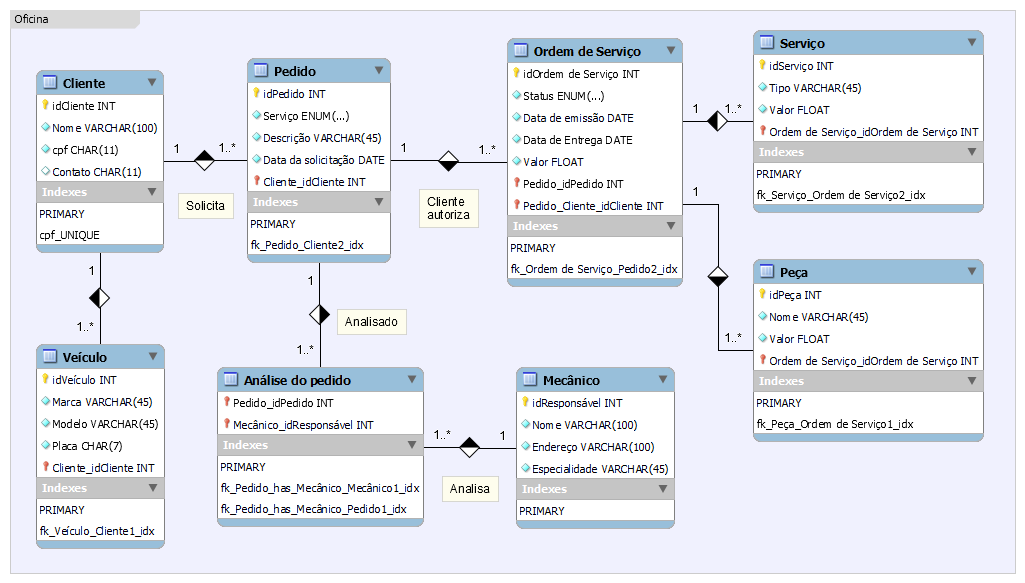 Oficina
Cliente
idCliente INT
Nome VARCHAR(100)
cpf CHAR(11)
Contato CHAR(11)
Indexes
PRIMARY
cpf_UNIQUE
1
1..*
Solicita
Pedido
idPedido INT
Serviço ENUM(...)
Descrição VARCHAR(45)
Data da solicitação DATE
Cliente_idCliente INT
Indexes
PRIMARY
fk_Pedido_Cliente2_idx
1
1..*
Cliente
autoriza
Ordem de Serviço
idOrdem de Serviço INT
Status ENUM(...)
Data de emissão DATE
Data de Entrega DATE
Valor FLOAT
Pedido_idPedido INT
Pedido_Cliente_idCliente INT
Indexes
PRIMARY
fk_Ordem de Serviço_Pedido2_idx
1
1..*
Serviço
idServiço INT
Tipo VARCHAR(45)
Valor FLOAT
Ordem de Serviço_idOrdem de Serviço INT
Indexes
PRIMARY
fk_Serviço_Ordem de Serviço2_idx
1
1..*
Peça
idPeça INT
Nome VARCHAR(45)
Valor FLOAT
Ordem de Serviço_idOrdem de Serviço INT
Indexes
PRIMARY
fk_Peça_Ordem de Serviço1_idx
1
1..*
Veículo
idVeículo INT
Marca VARCHAR(45)
Modelo VARCHAR(45)
Placa CHAR(7)
Cliente_idCliente INT
Indexes
PRIMARY
fk_Veículo_Cliente1_idx
1
Analisado
1..*
Análise do pedido
Pedido_idPedido INT
Mecânico_idResponsável INT
Indexes
PRIMARY
fk_Pedido_has_Mecânico_Mecânico1_idx
fk_Pedido_has_Mecânico_Pedido1_idx
1..*
1
Analisa
Mecânico
idResponsável INT
Nome VARCHAR(100)
Endereço VARCHAR(100)
Especialidade VARCHAR(45)
Indexes
PRIMARY